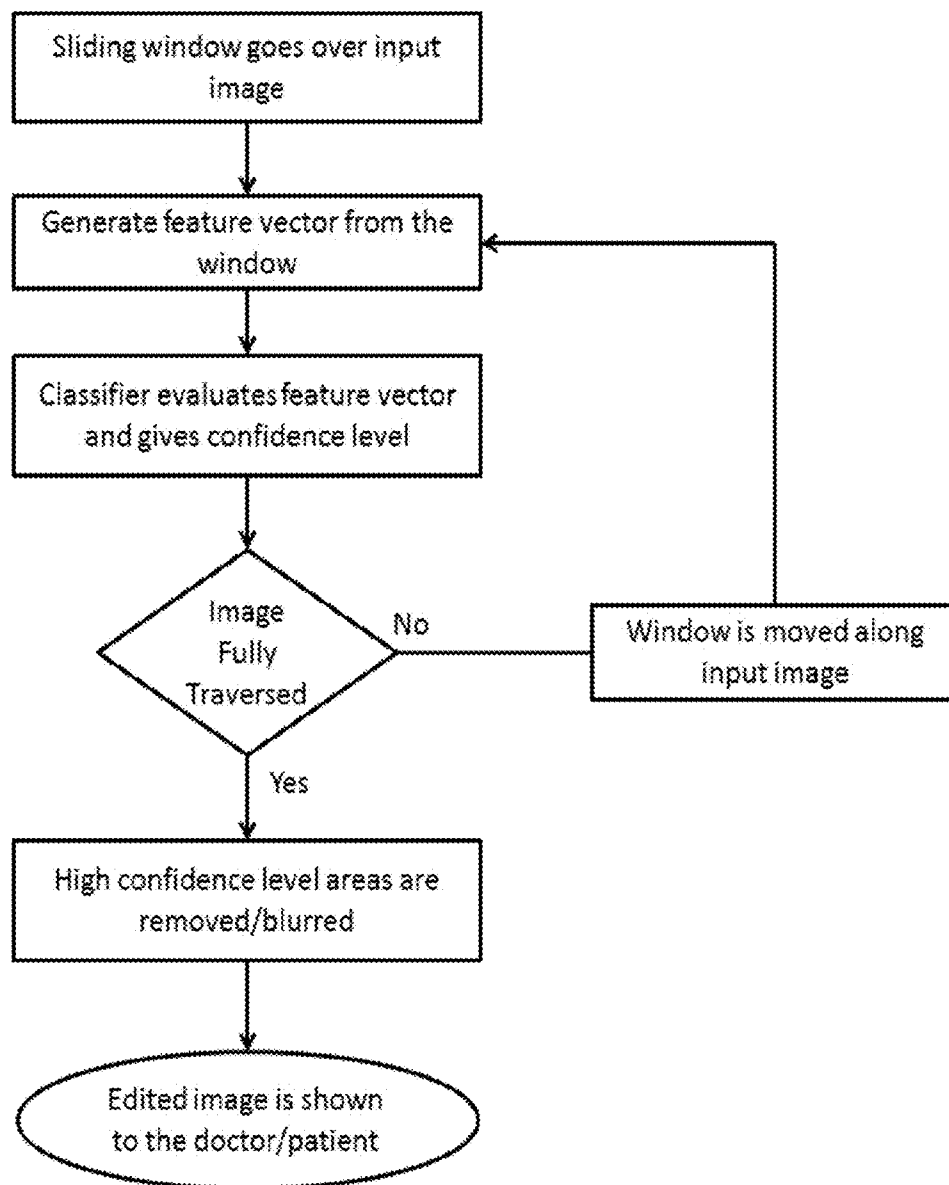 Sliding window goes over input
image
Generate feature vector from the
window
Classifier evaluates feature vector
and gives confidence level
Image
Fully
Traversed
No
Window is moved along
input image
Yes
High confidence level areas are
removed/blurred
Edited image is shown
to the doctor/patient